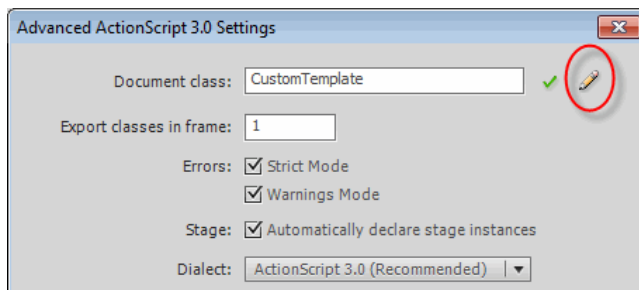 Advanced ActionScript 3.0 Settings
Document class: CustomTemplate
Export classes in frame: 1
Errors: Strict Mode
Warnings Mode
Stage: Automatically declare stage instances
Dialect: ActionScript 3.0 (Recommended)